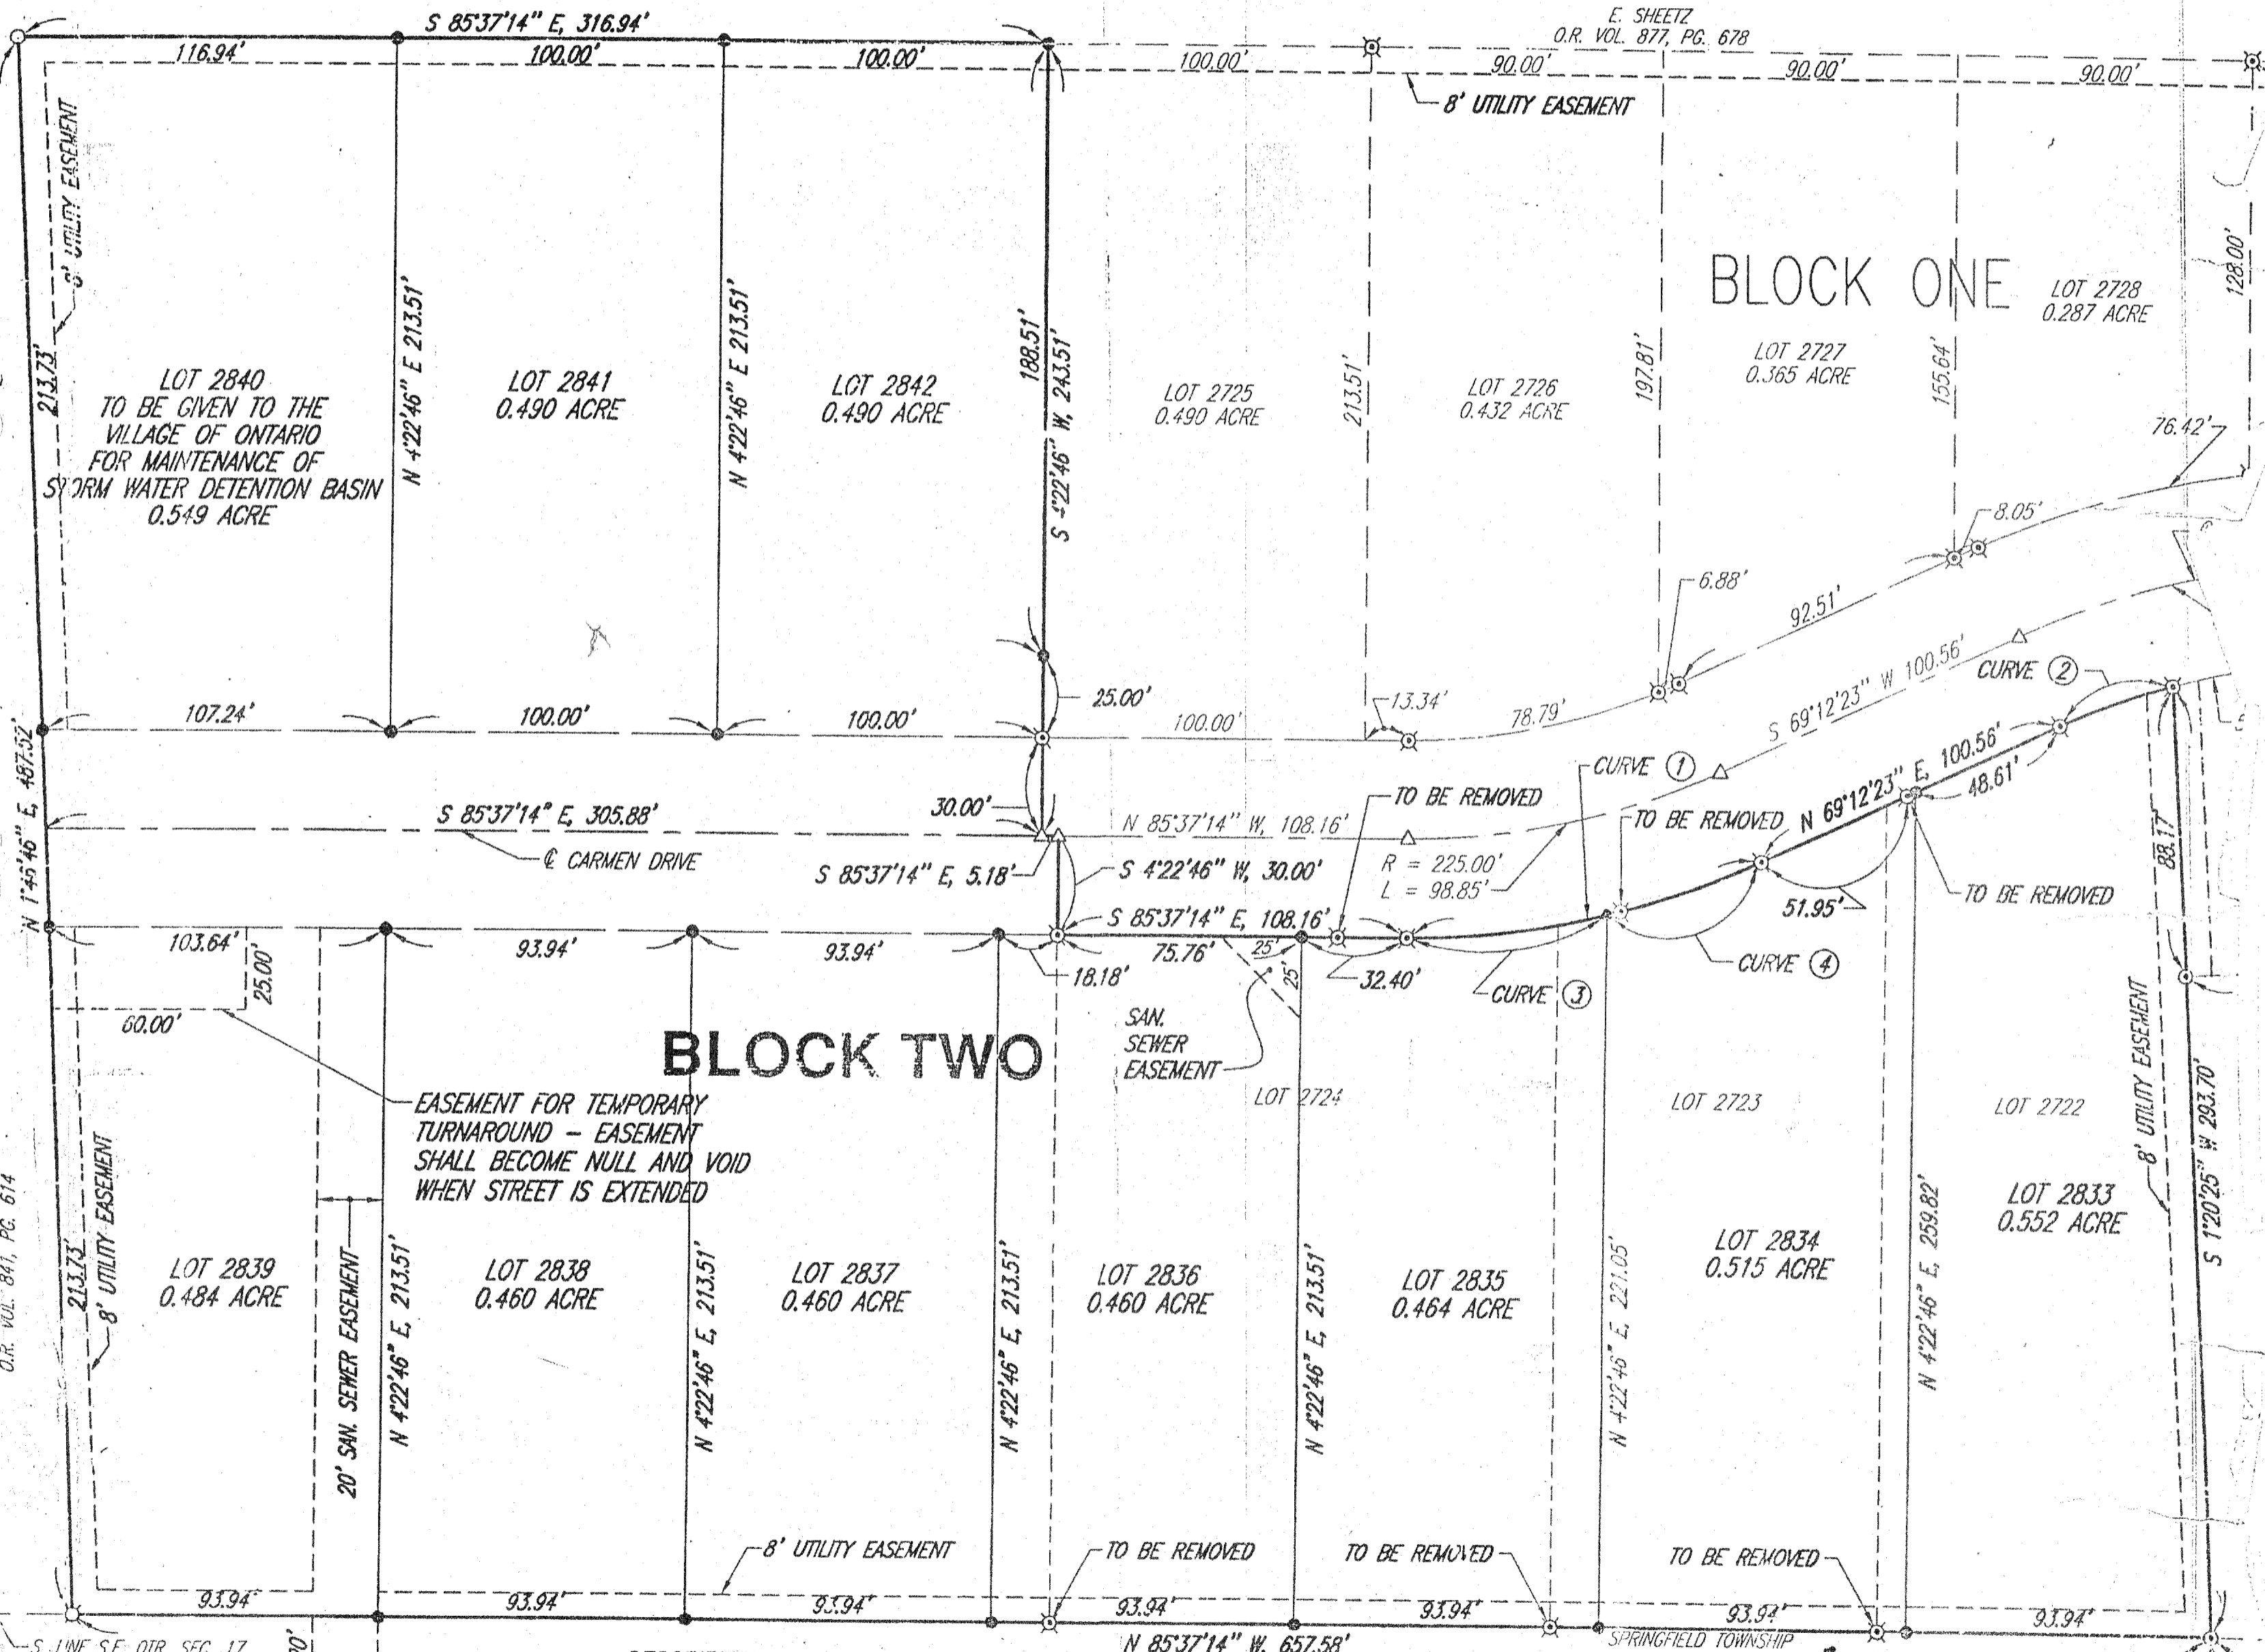 S 85°37'14" E, 316.94'
E. SHEETZ
O.R. VOL. 877, PG. 678
116.94'
100.00'
100.00'
100.00'
90.00'
90.00'
90.00'
8' UTILITY EASEMENT
8' UTILITY EASEMENT
BLOCK ONE
LOT 2728
0.287 ACRE
128.00'
213.73'
N 4°22'46" E 213.51'
N 4°22'46" E 213.51'
188.51'
S 4°22'46" W, 243.51'
213.51'
197.81'
155.64'
LOT 2840
TO BE GIVEN TO THE
VILLAGE OF ONTARIO
FOR MAINTENANCE OF
STORM WATER DETENTION BASIN
0.549 ACRE
LOT 2841
0.490 ACRE
LOT 2842
0.490 ACRE
LOT 2725
0.490 ACRE
LOT 2726
0.432 ACRE
LOT 2727
0.365 ACRE
76.42'
8.05'
6.88'
92.51'
S 69°12'23" W 100.56'
CURVE 2
107.24'
100.00'
100.00'
25.00'
100.00'
13.34'
78.79'
CURVE 1
N 1°46'46" E, 487.52'
S 85°37'14" E, 305.88'
℄ CARMEN DRIVE
30.00'
S 85°37'14" E, 5.18'
N 85°37'14" W, 108.16'
TO BE REMOVED
R = 225.00'
L = 98.85'
S 4°22'46" W, 30.00'
TO BE REMOVED
N 69°12'23" E, 100.56'
48.61'
51.95'
TO BE REMOVED
88.17'
S 85°37'14" E, 108.16'
103.64'
25.00'
60.00'
93.94'
93.94'
18.18'
75.76'
25'
25'
32.40'
CURVE 3
CURVE 4
SAN.
SEWER
EASEMENT
BLOCK TWO
EASEMENT FOR TEMPORARY
TURNAROUND – EASEMENT
SHALL BECOME NULL AND VOID
WHEN STREET IS EXTENDED
LOT 2724
LOT 2723
LOT 2722
8' UTILITY EASEMENT
S 1°20'25" W 293.70'
O.R. VOL. 841, PG. 614
213.73'
8' UTILITY EASEMENT
LOT 2839
0.484 ACRE
20' SAN. SEWER EASEMENT
N 4°22'46" E, 213.51'
LOT 2838
0.460 ACRE
N 4°22'46" E, 213.51'
LOT 2837
0.460 ACRE
N 4°22'46" E, 213.51'
LOT 2836
0.460 ACRE
N 4°22'46" E, 213.51'
LOT 2835
0.464 ACRE
N 4°22'46" E, 221.05'
LOT 2834
0.515 ACRE
N 4°22'46" E, 259.82'
LOT 2833
0.552 ACRE
8' UTILITY EASEMENT
TO BE REMOVED
TO BE REMOVED
TO BE REMOVED
93.94'
93.94'
93.94'
93.94'
93.94'
93.94'
93.94'
S LINE S.E. QTR. SEC. 17
N 85°37'14" W, 657.58'
SPRINGFIELD TOWNSHIP